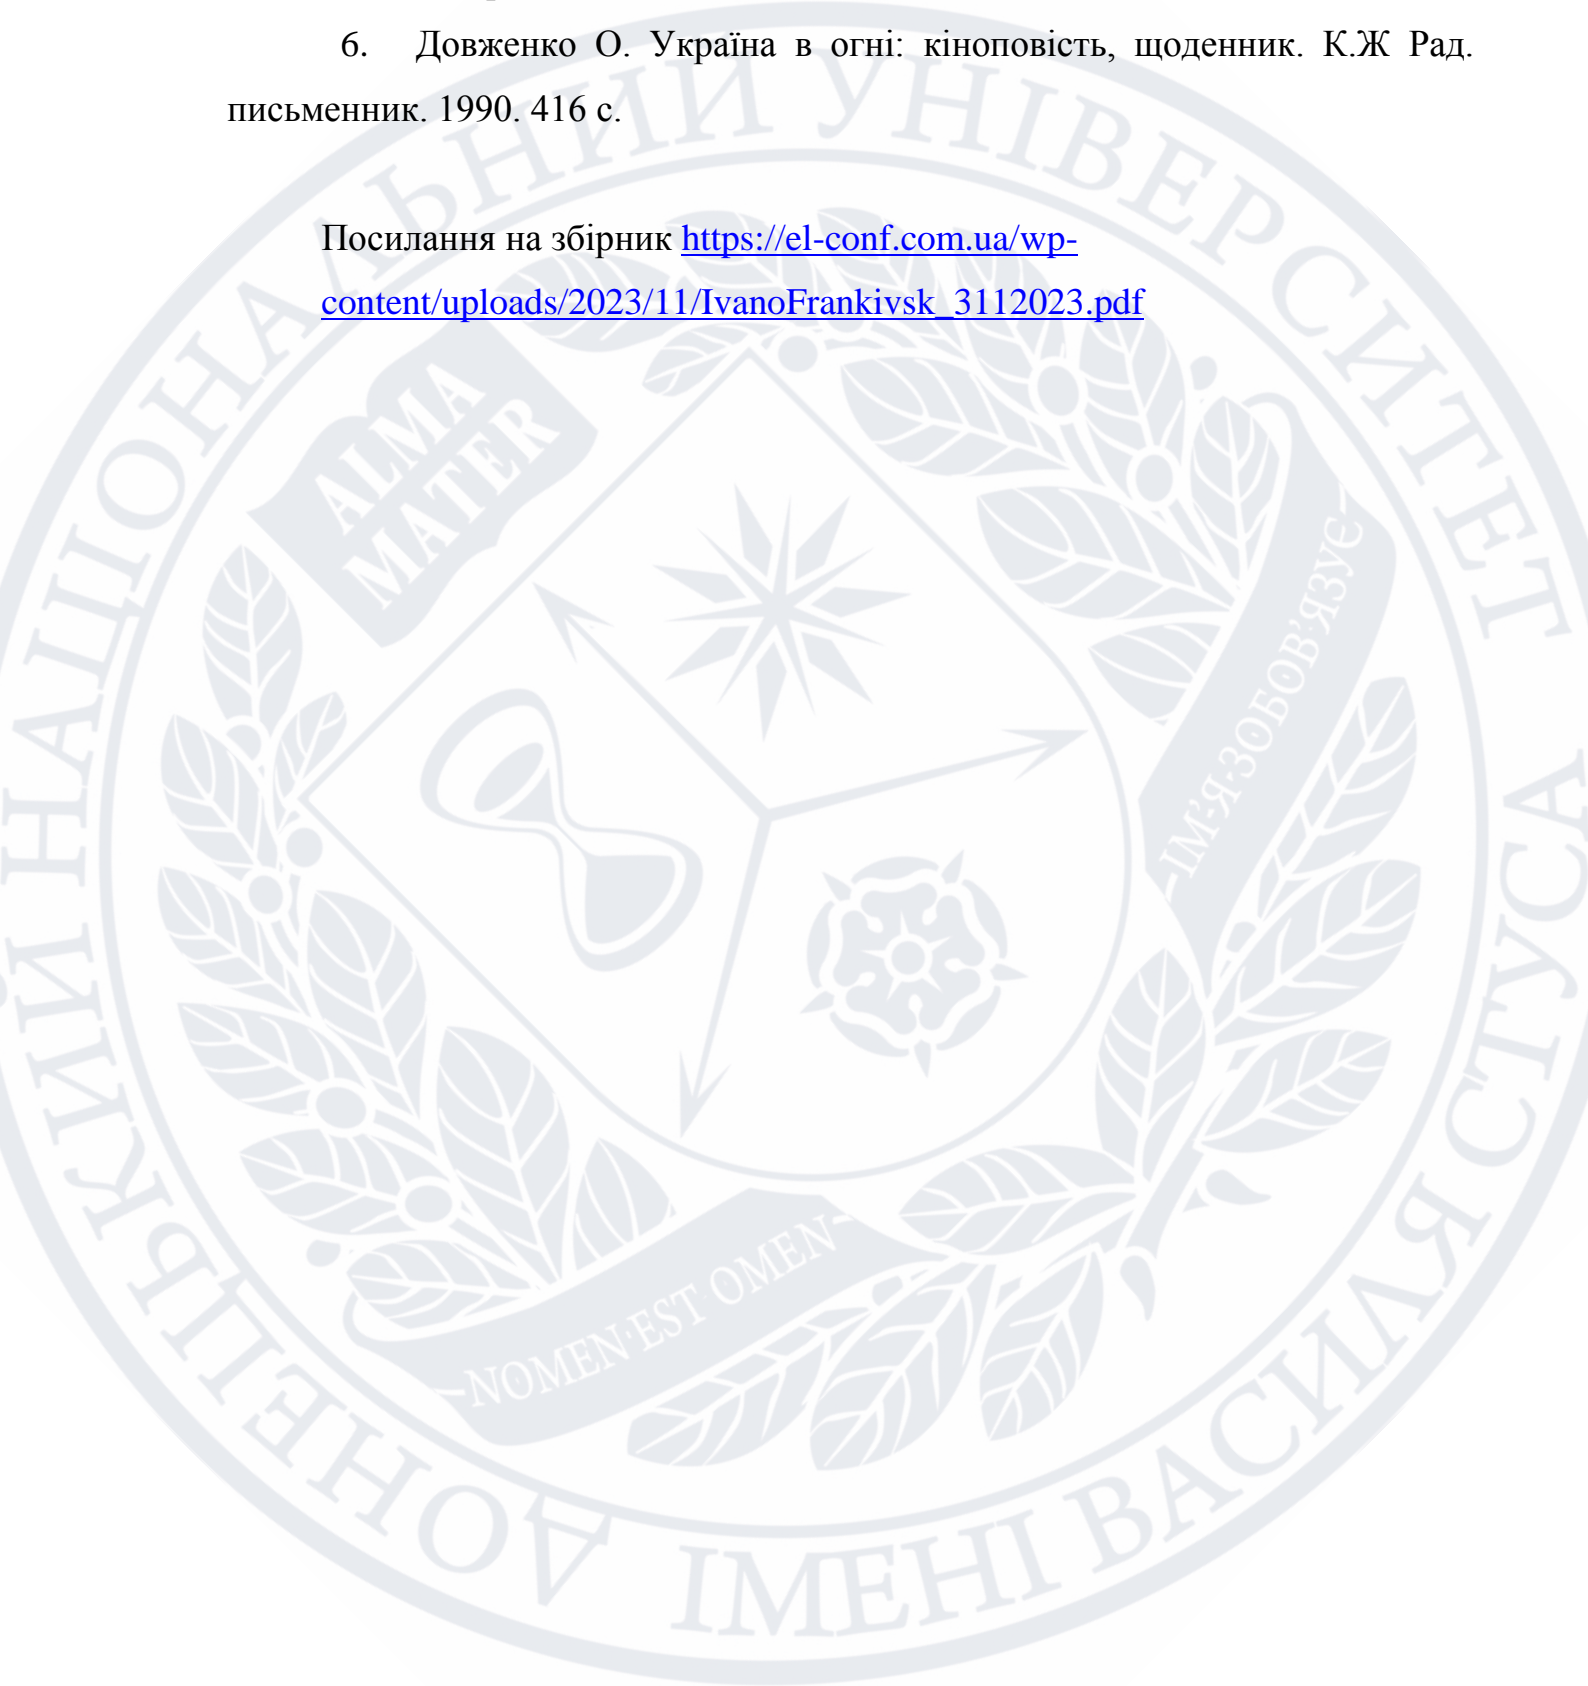 6. Довженко О. Україна в огні: кіноповість, щоденник. К.Ж Рад.
письменник. 1990. 416 с.
Посилання на збірник https://el-conf.com.ua/wp-
content/uploads/2023/11/IvanoFrankivsk_3112023.pdf
ДОНЕЦЬКИЙ НАЦІОНАЛЬНИЙ УНІВЕРСИТЕТ
ІМЕНІ ВАСИЛЯ СТУСА
ALMA
MATER
ІМ'Я ЗОБОВ'ЯЗУЄ
NOMEN EST OMEN